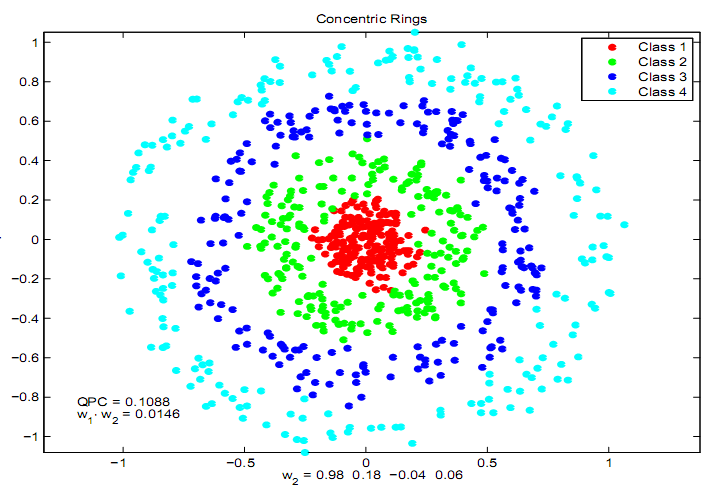 Concentric Rings
Class 1
Class 2
Class 3
Class 4
1
0.8
0.6
0.4
0.2
0
−0.2
−0.4
−0.6
−0.8
−1
QPC = 0.1088
w1· w2 = 0.0146
−1
−0.5
0
0.5
1
w2 = 0.98 0.18 −0.04 0.06